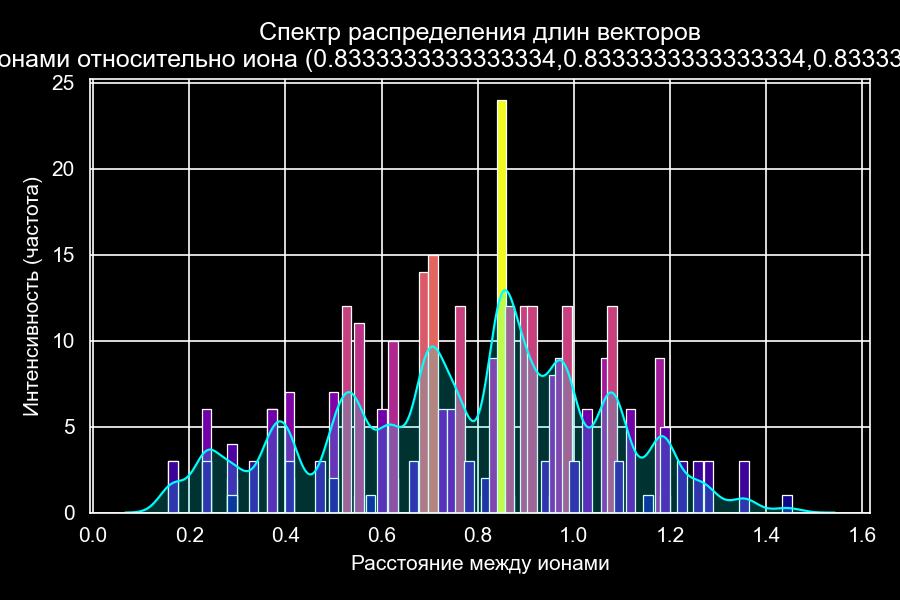 Спектр распределения длин векторов
онами относительно иона (0.8333333333333334,0.8333333333333334,0.83333
25
20
15
10
5
0
Интенсивность (частота)
0.0 0.2 0.4 0.6 0.8 1.0 1.2 1.4 1.6
Расстояние между ионами